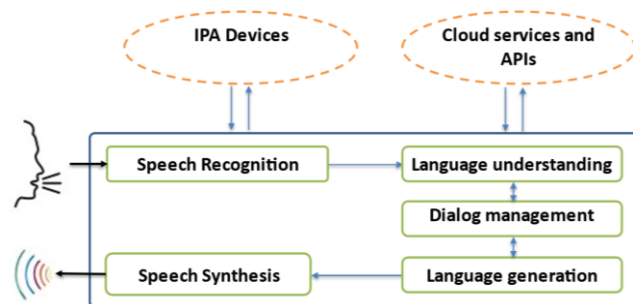 IPA Devices
Cloud services and
APIs
Speech Recognition
Language understanding
Dialog management
Speech Synthesis
Language generation